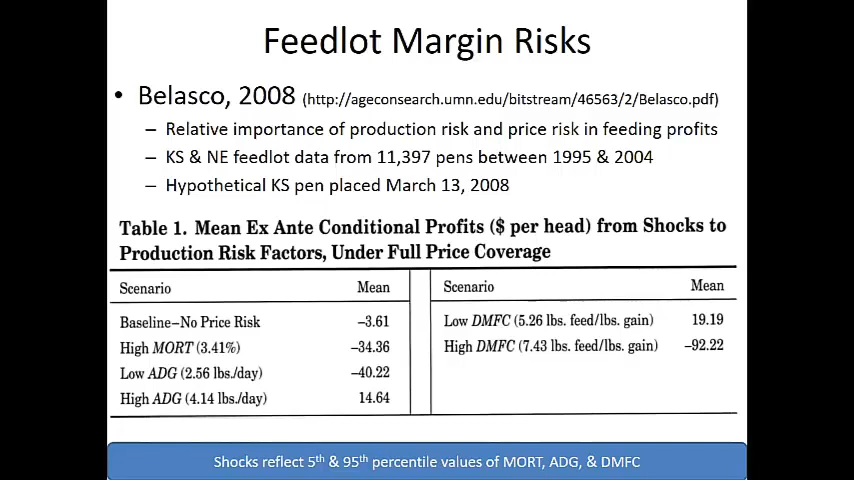 Feedlot Margin Risks
• Belasco, 2008 (http://ageconsearch.umn.edu/bitstream/46563/2/Belasco.pdf)
– Relative importance of production risk and price risk in feeding profits
– KS & NE feedlot data from 11,397 pens between 1995 & 2004
– Hypothetical KS pen placed March 13, 2008
Table 1. Mean Ex Ante Conditional Profits ($ per head) from Shocks to
Production Risk Factors, Under Full Price Coverage
Scenario Mean Scenario Mean
Baseline–No Price Risk –3.61 Low DMFC (5.26 lbs. feed/lbs. gain) 19.19
High MORT (3.41%) –34.36 High DMFC (7.43 lbs. feed/lbs. gain) –92.22
Low ADG (2.56 lbs./day) –40.22
High ADG (4.14 lbs./day) 14.64
Shocks reflect 5th & 95th percentile values of MORT, ADG, & DMFC